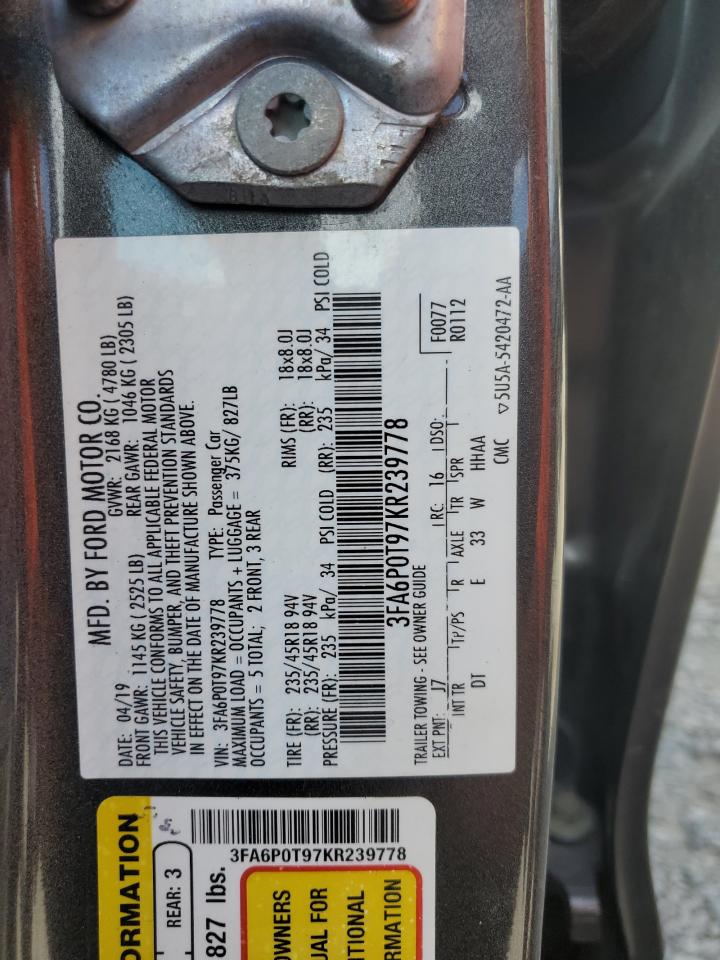 MFD. BY FORD MOTOR CO.
DATE: 04/19 GVWR: 2168 KG ( 4780 LB)
FRONT GAWR: 1145 KG ( 2525 LB) REAR GAWR: 1046 KG ( 2305 LB)
THIS VEHICLE CONFORMS TO ALL APPLICABLE FEDERAL MOTOR
VEHICLE SAFETY, BUMPER, AND THEFT PREVENTION STANDARDS
IN EFFECT ON THE DATE OF MANUFACTURE SHOWN ABOVE.
VIN: 3FA6P0T97KR239778 TYPE: Passenger Car
MAXIMUM LOAD = OCCUPANTS + LUGGAGE = 375KG/ 827LB
OCCUPANTS = 5 TOTAL; 2 FRONT, 3 REAR
TIRE (FR): 235/45R18 94V RIMS (FR): 18x8.0J
(RR): 235/45R18 94V (RR): 18x8.0J
PRESSURE (FR): 235 kPa/ 34 PSI COLD (RR): 235 kPa/ 34 PSI COLD
3FA6P0T97KR239778
TRAILER TOWING - SEE OWNER GUIDE
EXT PNT: J7 RC: 16 DSO: F0077
R0112
INT TR TP/PS R AXLE TR SPR
DT E 33 W HHAA
CMC ▽5U5A-5420472-AA
ORMATION
REAR: 3
827 lbs.
3FA6P0T97KR239778
OWNERS
UAL FOR
ITIONAL
RMATION